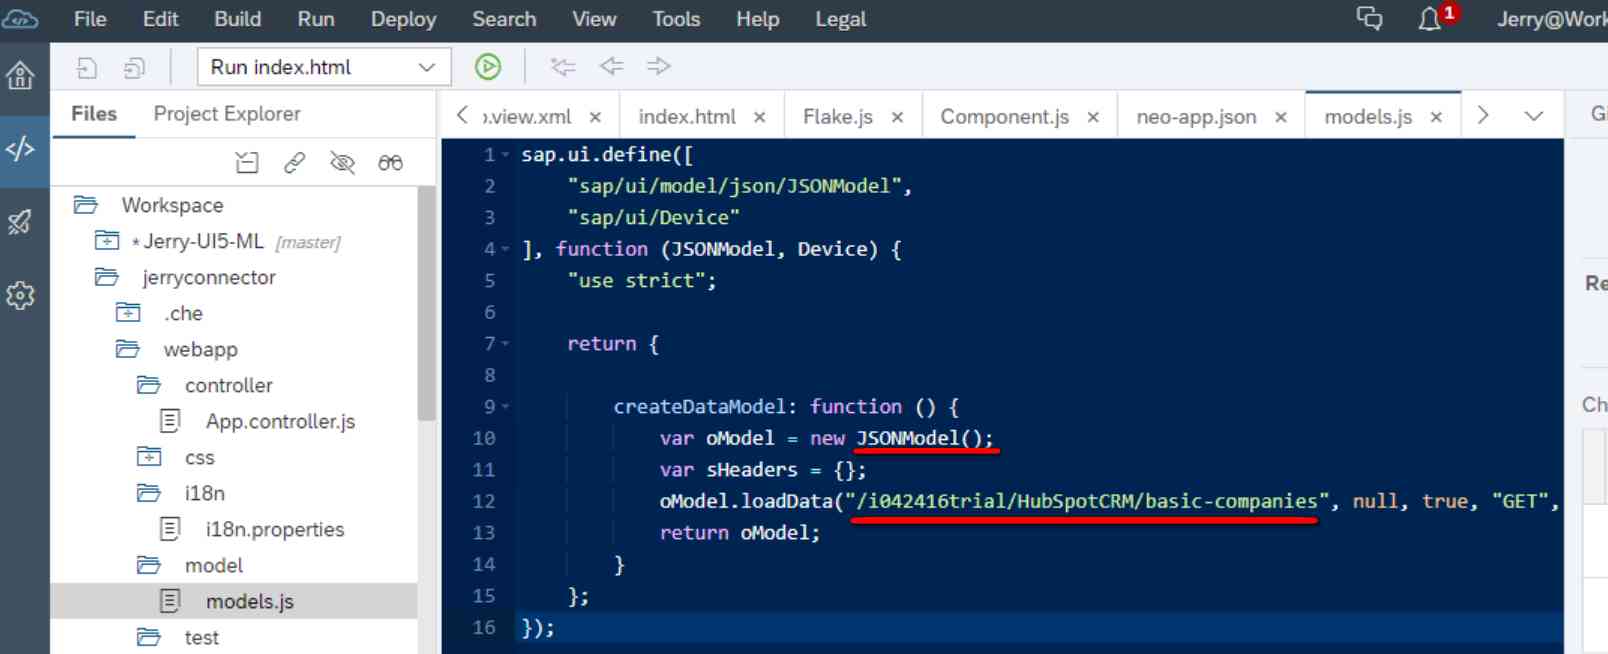 File Edit Build Run Deploy Search View Tools Help Legal 1 Jerry@Work
Run index.html
Files Project Explorer
.view.xml × index.html × Flake.js × Component.js × neo-app.json × models.js ×
Workspace
* Jerry-UI5-ML [master]
jerryconnector
.che
webapp
controller
App.controller.js
css
i18n
i18n.properties
model
models.js
test
1 sap.ui.define([
2 "sap/ui/model/json/JSONModel",
3 "sap/ui/Device"
4 ], function (JSONModel, Device) {
5 "use strict";
6
7 return {
8
9 createDataModel: function () {
10 var oModel = new JSONModel();
11 var sHeaders = {};
12 oModel.loadData("/i042416trial/HubSpotCRM/basic-companies", null, true, "GET",
13 return oModel;
14 }
15 };
16 });
Gi
Re
Ch